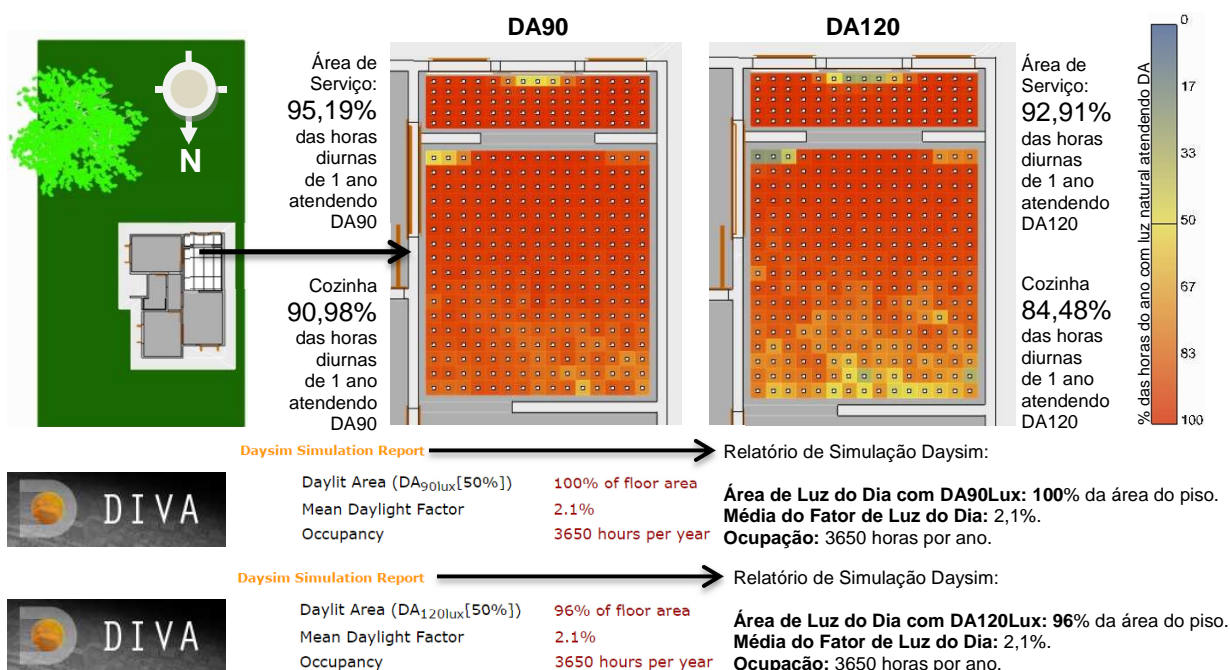 DA90
DA120
N
Área de
Serviço:
95,19%
das horas
diurnas
de 1 ano
atendendo
DA90
Cozinha
90,98%
das horas
diurnas
de 1 ano
atendendo
DA90
Área de
Serviço:
92,91%
das horas
diurnas
de 1 ano
atendendo
DA120
Cozinha
84,48%
das horas
diurnas
de 1 ano
atendendo
DA120
% das horas do ano com luz natural atendendo DA
0
17
33
50
67
83
100
Daysim Simulation Report
Relatório de Simulação Daysim:
DIVA
Daylit Area (DA90lux[50%]) 100% of floor area
Mean Daylight Factor 2.1%
Occupancy 3650 hours per year
Área de Luz do Dia com DA90Lux: 100% da área do piso.
Média do Fator de Luz do Dia: 2,1%.
Ocupação: 3650 horas por ano.
Daysim Simulation Report
Relatório de Simulação Daysim:
DIVA
Daylit Area (DA120lux[50%]) 96% of floor area
Mean Daylight Factor 2.1%
Occupancy 3650 hours per year
Área de Luz do Dia com DA120Lux: 96% da área do piso.
Média do Fator de Luz do Dia: 2,1%.
Ocupação: 3650 horas por ano.